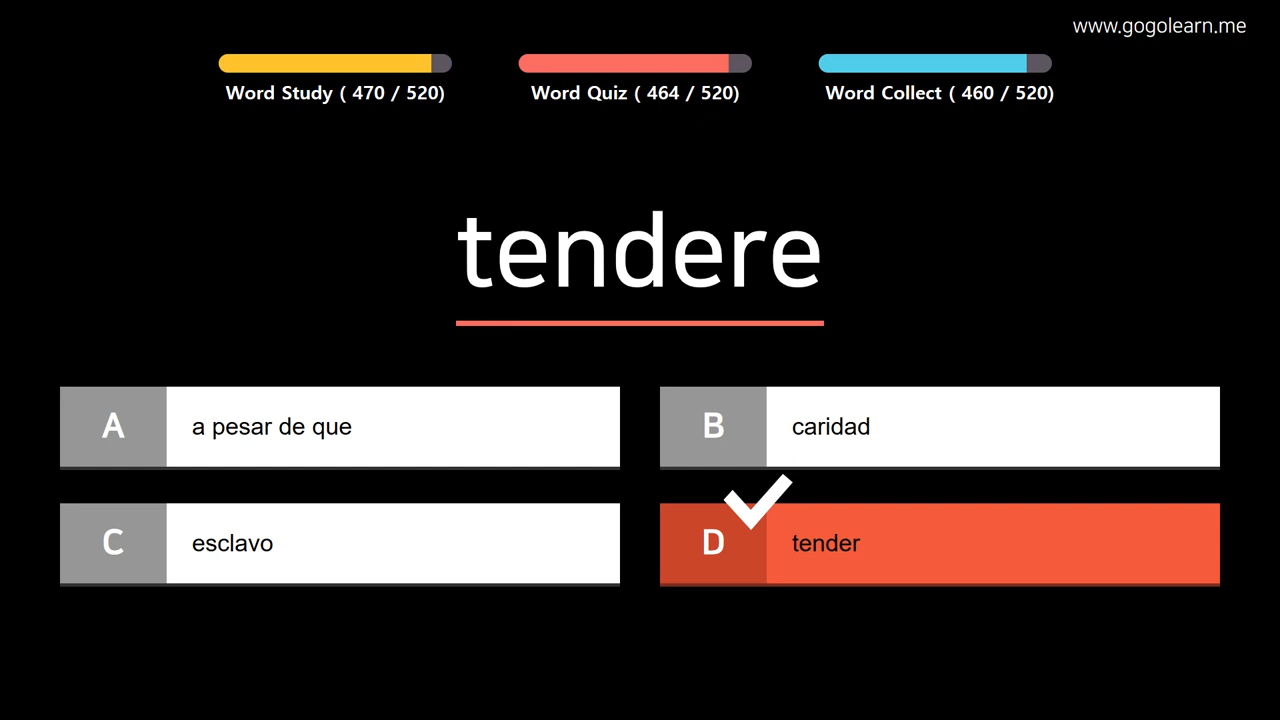 www.gogolearn.me
Word Study ( 470 / 520)
Word Quiz ( 464 / 520)
Word Collect ( 460 / 520)
tendere
A a pesar de que
B caridad
C esclavo
D tender